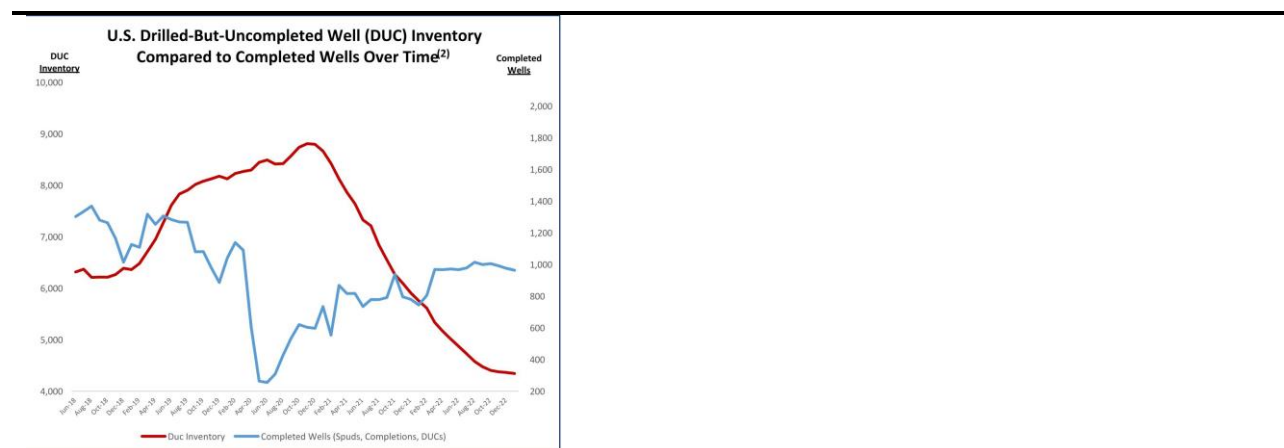 U.S. Drilled-But-Uncompleted Well (DUC) Inventory
Compared to Completed Wells Over Time(2)
DUC
Inventory
Completed
Wells
10,000
9,000
8,000
7,000
6,000
5,000
4,000
2,000
1,800
1,600
1,400
1,200
1,000
800
600
400
200
Jun-18 Aug-18 Oct-18 Dec-18 Feb-19 Apr-19 Jun-19 Aug-19 Oct-19 Dec-19 Feb-20 Apr-20 Jun-20 Aug-20 Oct-20 Dec-20 Feb-21 Apr-21 Jun-21 Aug-21 Oct-21 Dec-21 Feb-22 Apr-22 Jun-22 Aug-22 Oct-22 Dec-22
Duc Inventory Completed Wells (Spuds, Completions, DUCs)